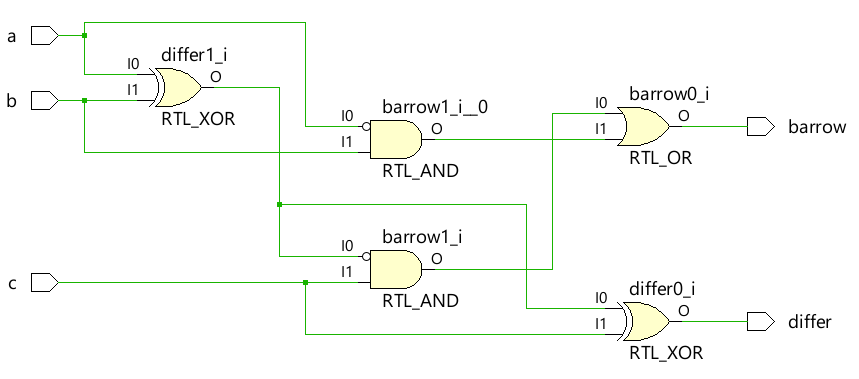 a
differ1_i
I0
O
I1
b
RTL_XOR
barrow1_i__0
barrow0_i
I0
O
I1
RTL_AND
I0
O
I1
RTL_OR
barrow
barrow1_i
I0
O
I1
RTL_AND
c
differ0_i
I0
O
I1
RTL_XOR
differ